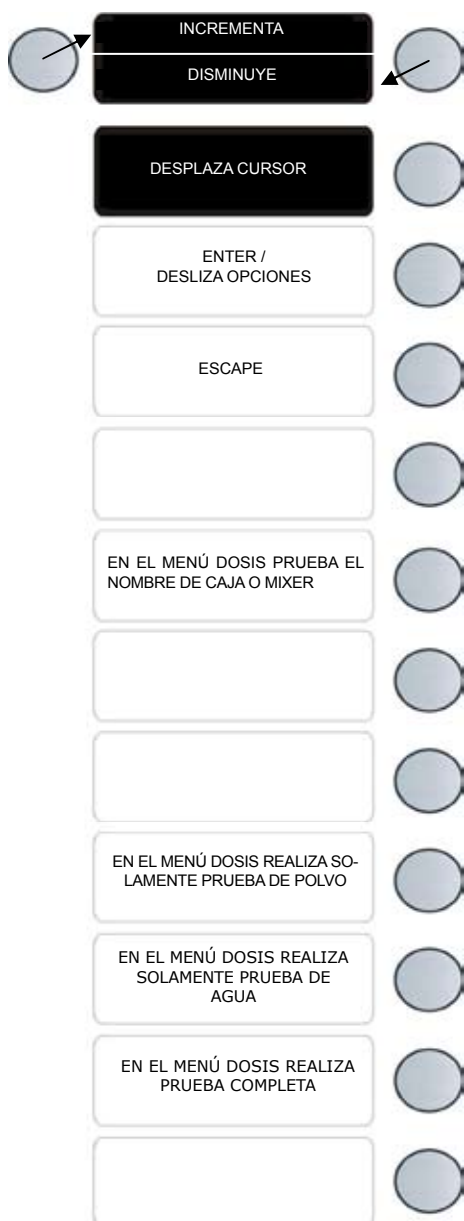 INCREMENTA
DISMINUYE
DESPLAZA CURSOR
ENTER /
DESLIZA OPCIONES
ESCAPE
EN EL MENÚ DOSIS PRUEBA EL
NOMBRE DE CAJA O MIXER
EN EL MENÚ DOSIS REALIZA SO-
LAMENTE PRUEBA DE POLVO
EN EL MENÚ DOSIS REALIZA
SOLAMENTE PRUEBA DE
AGUA
EN EL MENÚ DOSIS REALIZA
PRUEBA COMPLETA